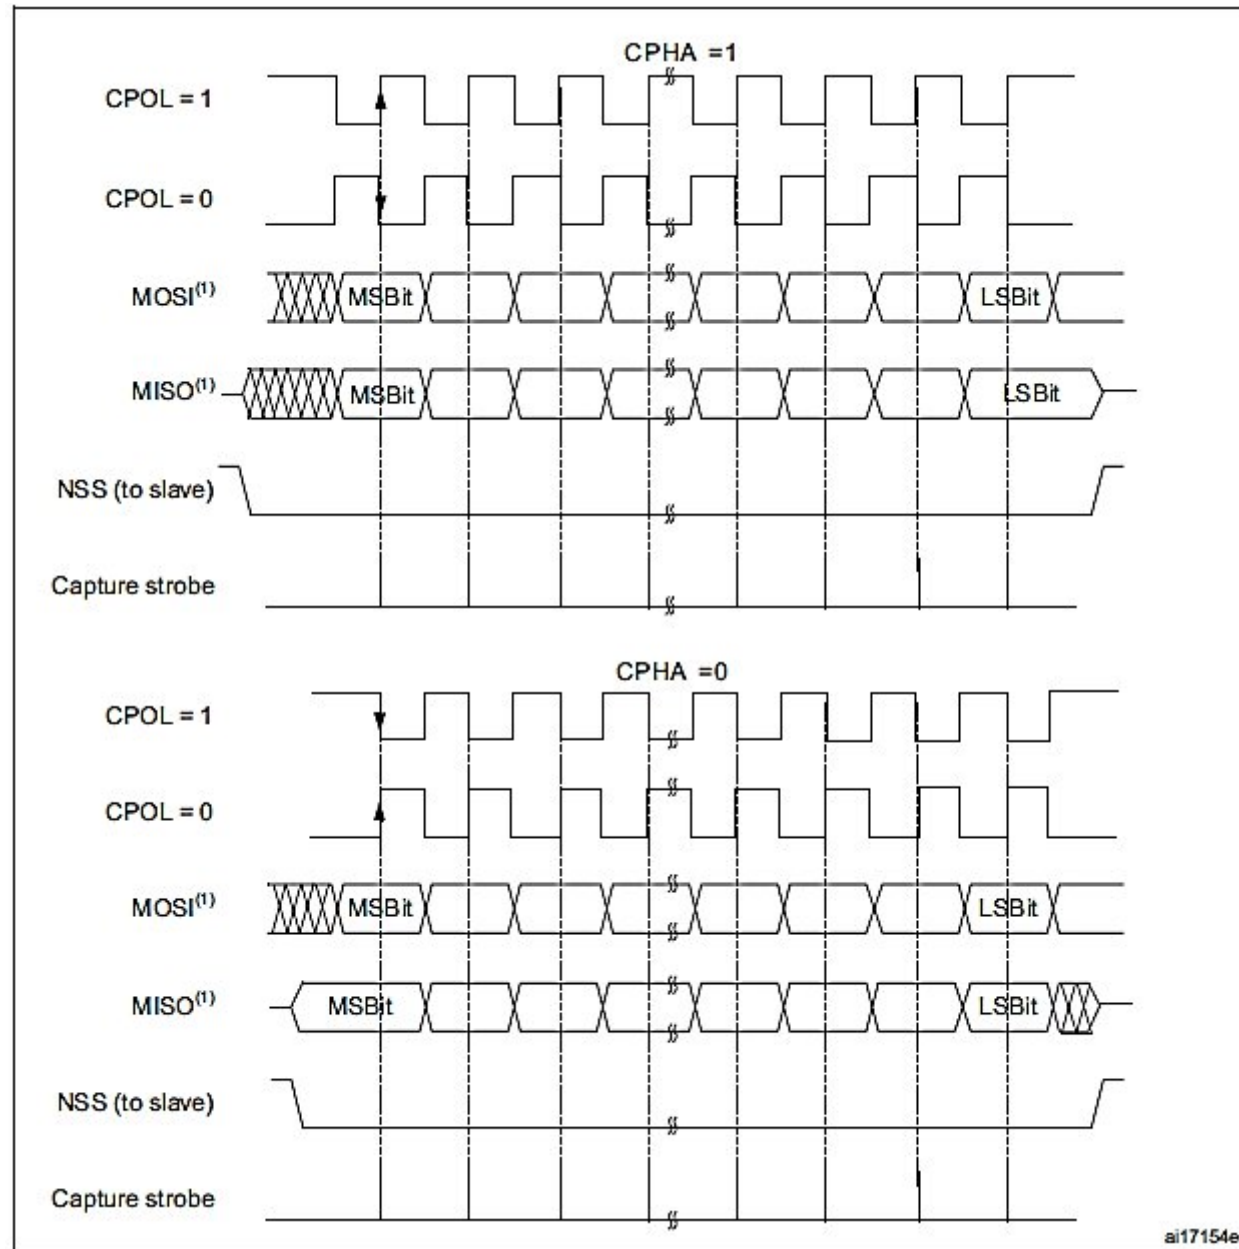 CPHA =1
CPOL = 1
CPOL = 0
MOSI(1) MSBit LSBit
MISO(1) MSBit LSBit
NSS (to slave)
Capture strobe
CPHA =0
CPOL = 1
CPOL = 0
MOSI(1) MSBit LSBit
MISO(1) MSBit LSBit
NSS (to slave)
Capture strobe
ai17154e